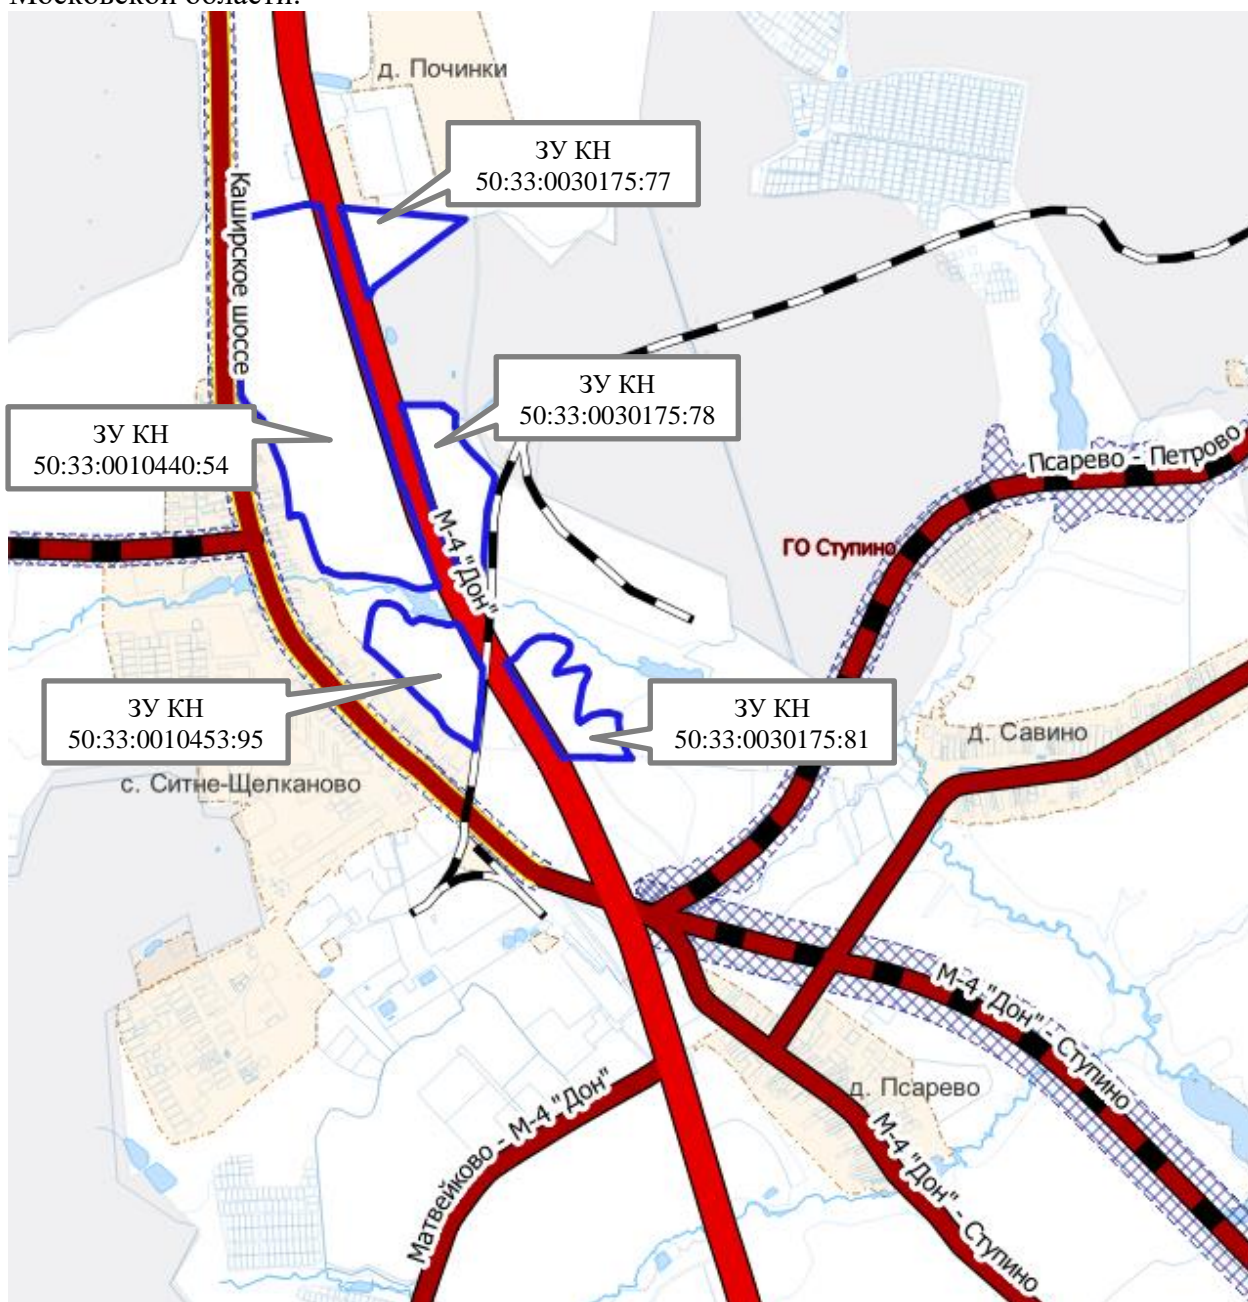 Московской области.
д. Починки
ЗУ КН
50:33:0030175:77
Каширское шоссе
ЗУ КН
50:33:0030175:78
ЗУ КН
50:33:0010440:54
Псарево - Петрово
М-4 "Дон"
ГО Ступино
ЗУ КН
50:33:0010453:95
ЗУ КН
50:33:0030175:81
д. Савино
с. Ситне-Щелканово
М-4 "Дон" - Ступино
Матвейково - М-4 "Дон"
д. Псарево
М-4 "Дон" - Ступино